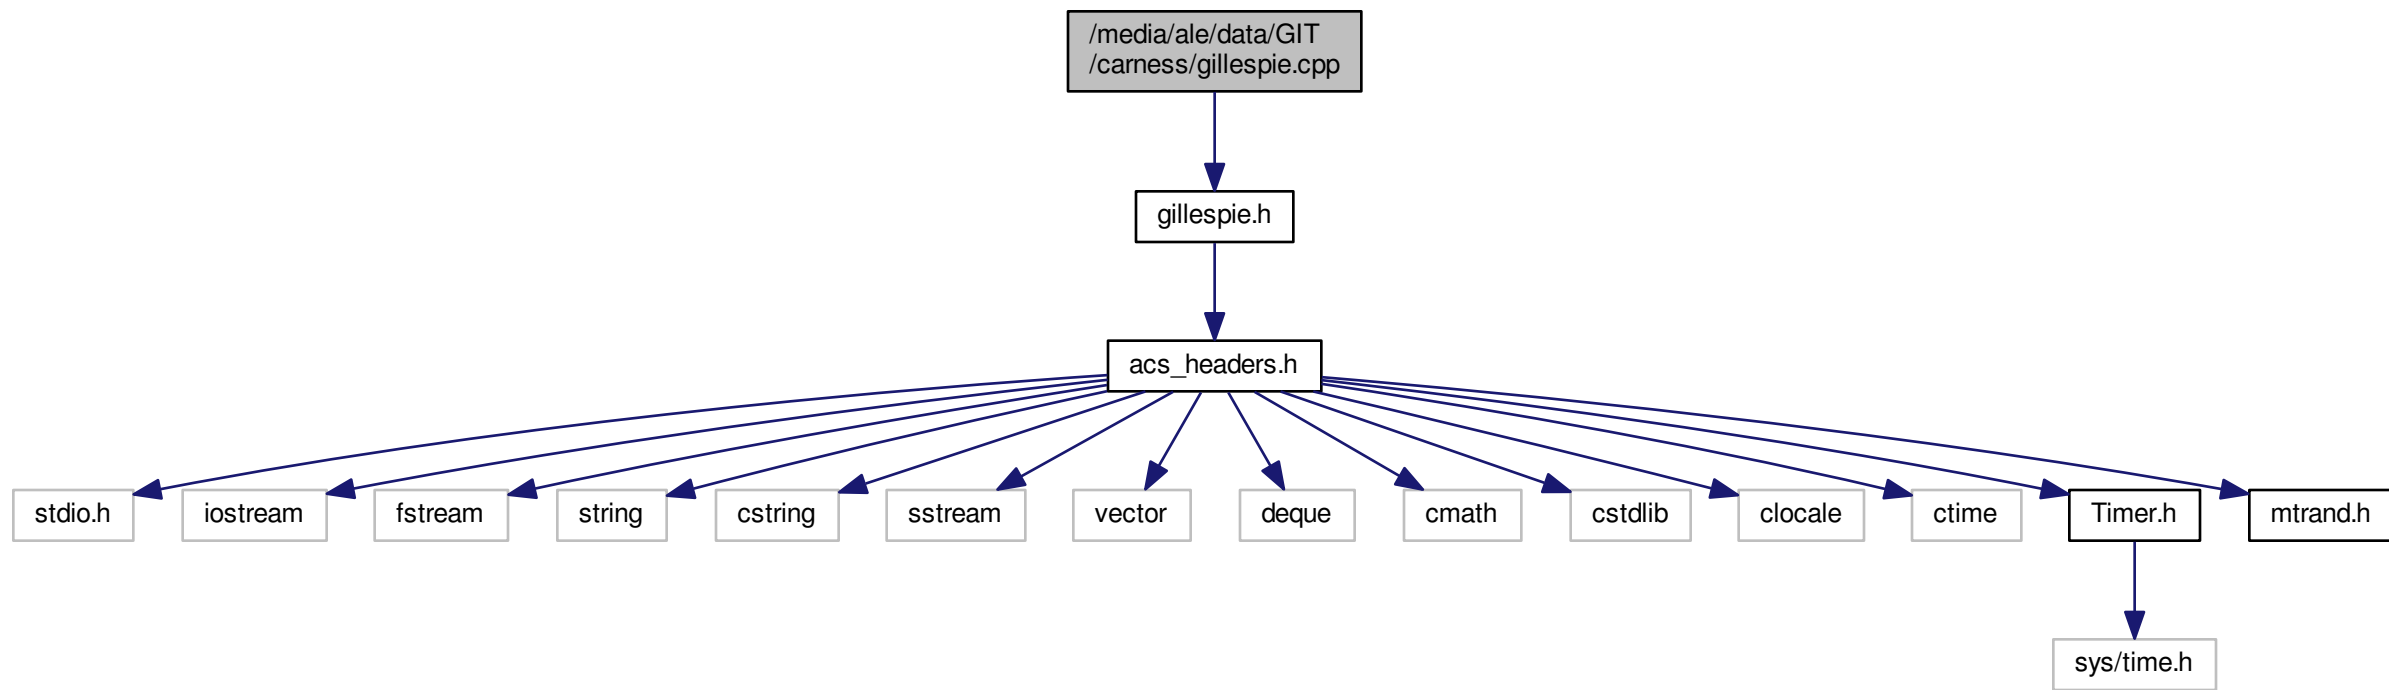 /media/ale/data/GIT
/carness/gillespie.cpp
gillespie.h
acs_headers.h
stdio.h
iostream
fstream
string
cstring
sstream
vector
deque
cmath
cstdlib
clocale
ctime
Timer.h
mtrand.h
sys/time.h